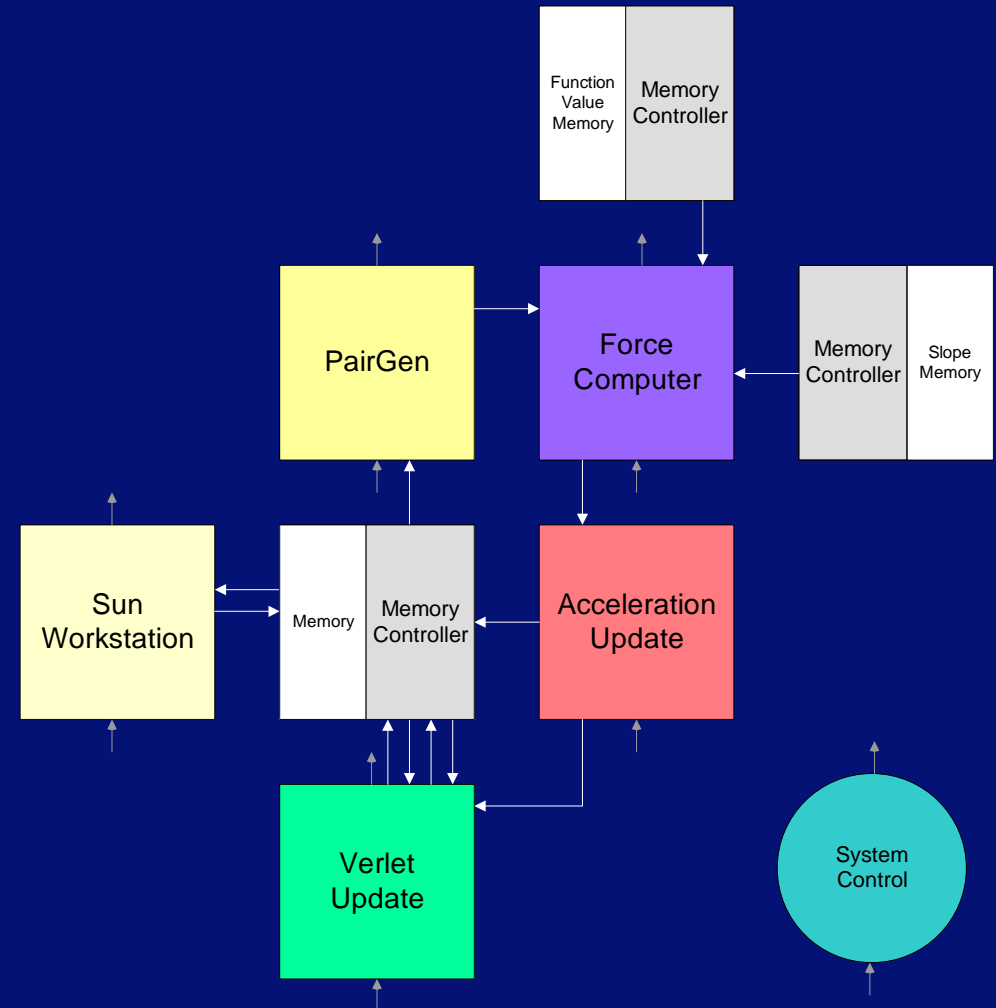 Function
Value
Memory
Memory
Controller
PairGen
Force
Computer
Memory
Controller
Slope
Memory
Sun
Workstation
Memory
Memory
Controller
Acceleration
Update
Verlet
Update
System
Control